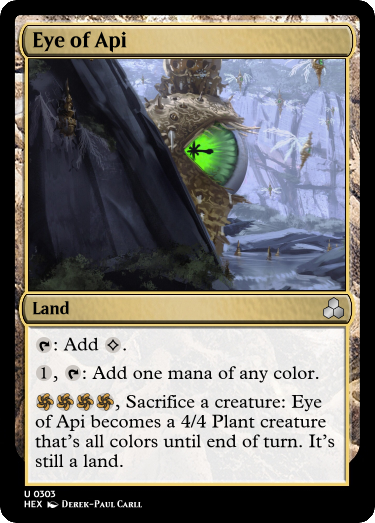 Eye of Api
Land
: Add .
1, : Add one mana of any color.
, Sacrifice a creature: Eye
of Api becomes a 4/4 Plant creature
that's all colors until end of turn. It's
still a land.
U 0303
HEX Derek-Paul Carll